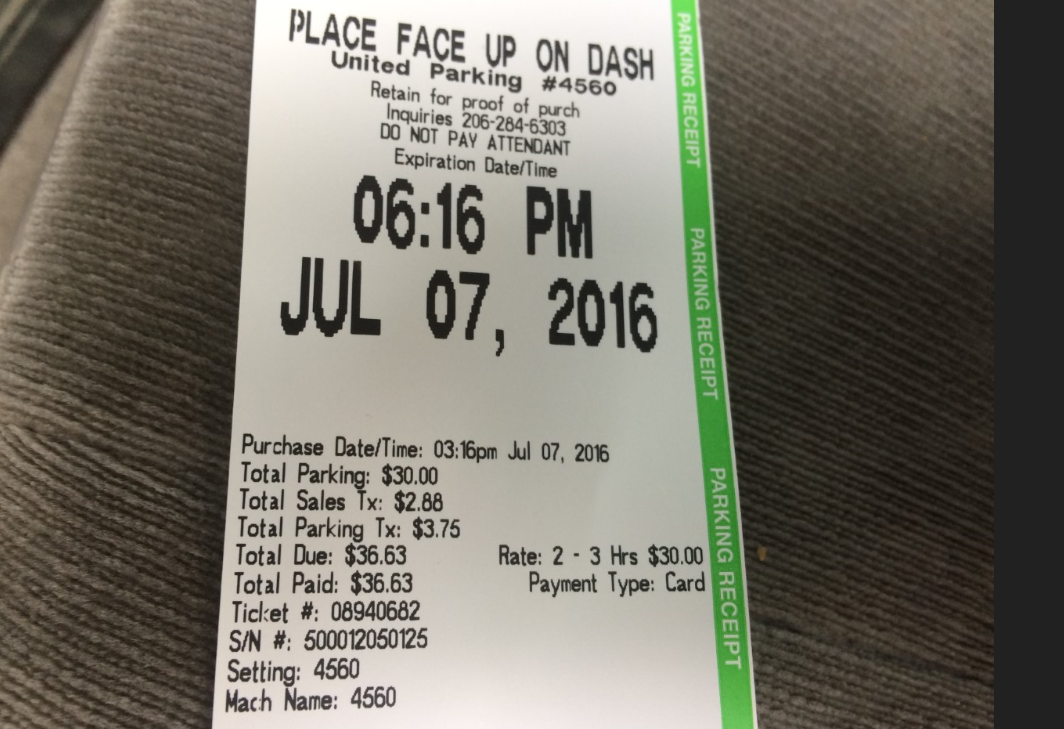 PLACE FACE UP ON DASH
United Parking #4560
Retain for proof of purch
Inquiries 206-284-6303
DO NOT PAY ATTENDANT
Expiration Date/Time
06:16 PM
JUL 07, 2016
Purchase Date/Time: 03:16pm Jul 07, 2016
Total Parking: $30.00
Total Sales Tx: $2.88
Total Parking Tx: $3.75
Total Due: $36.63 Rate: 2 - 3 Hrs $30.00
Total Paid: $36.63 Payment Type: Card
Ticket #: 08940682
S/N #: 500012050125
Setting: 4560
Mach Name: 4560
PARKING RECEIPT
PARKING RECEIPT
PARKING RECEIPT